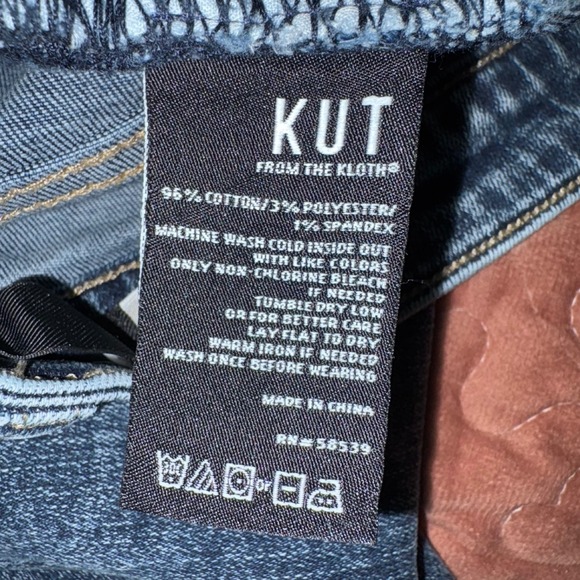 KUT
FROM THE KLOTH®
96% COTTON/3% POLYESTER/
1% SPANDEX
MACHINE WASH COLD INSIDE OUT
WITH LIKE COLORS
ONLY NON-CHLORINE BLEACH
IF NEEDED
TUMBLE DRY LOW
OR FOR BETTER CARE
LAY FLAT TO DRY
WARM IRON IF NEEDED
WASH ONCE BEFORE WEARING
MADE IN CHINA
RN# 58539
30C or